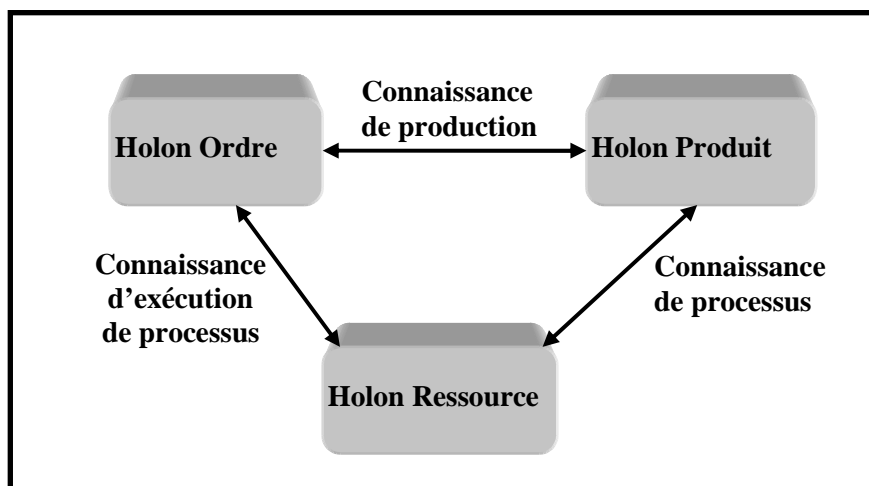 Connaissance
de production
Holon Ordre
Holon Produit
Connaissance
d’exécution
de processus
Connaissance
de processus
Holon Ressource